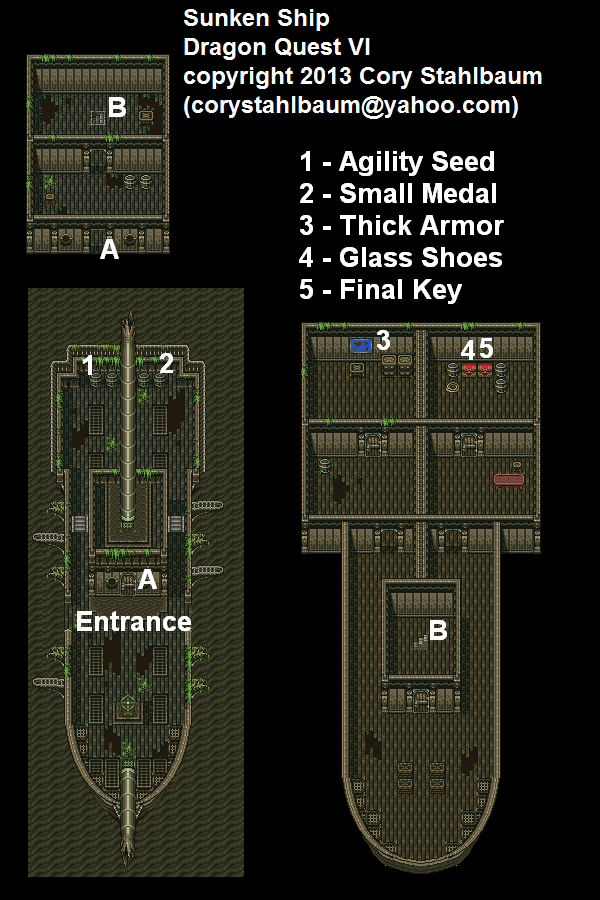 Sunken Ship
Dragon Quest VI
copyright 2013 Cory Stahlbaum
(corystahlbaum@yahoo.com)
1 - Agility Seed
2 - Small Medal
3 - Thick Armor
4 - Glass Shoes
5 - Final Key
B
A
1
2
3
4
5
A
Entrance
B